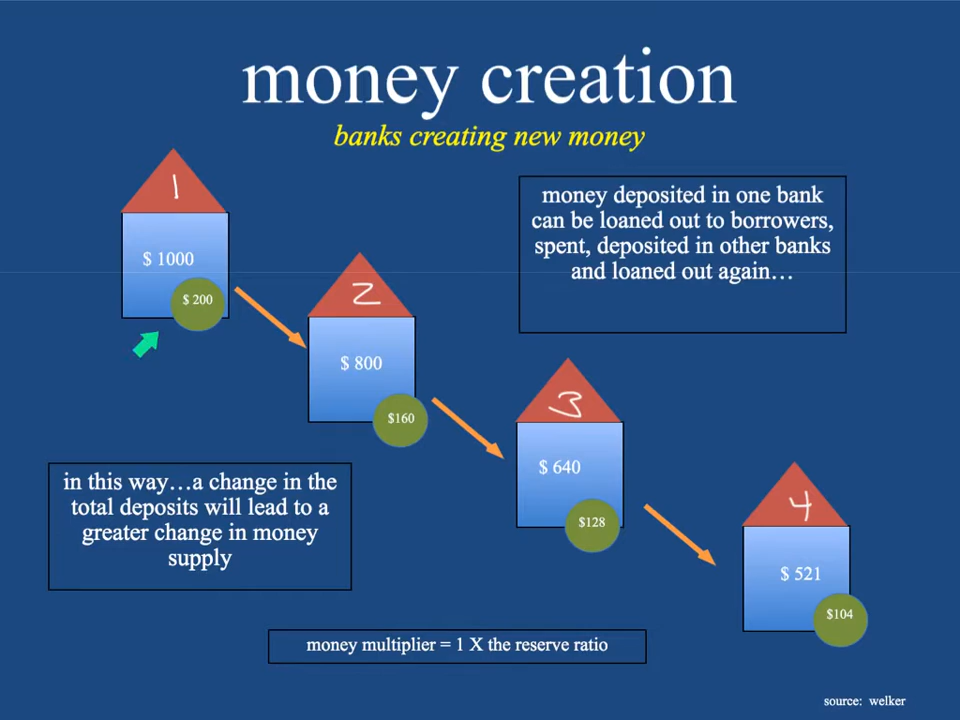 money creation
banks creating new money
1
$ 1000
$ 200
money deposited in one bank
can be loaned out to borrowers,
spent, deposited in other banks
and loaned out again…
2
$ 800
$160
3
$ 640
$128
in this way…a change in the
total deposits will lead to a
greater change in money
supply
4
$ 521
$104
money multiplier = 1 X the reserve ratio
source: welker